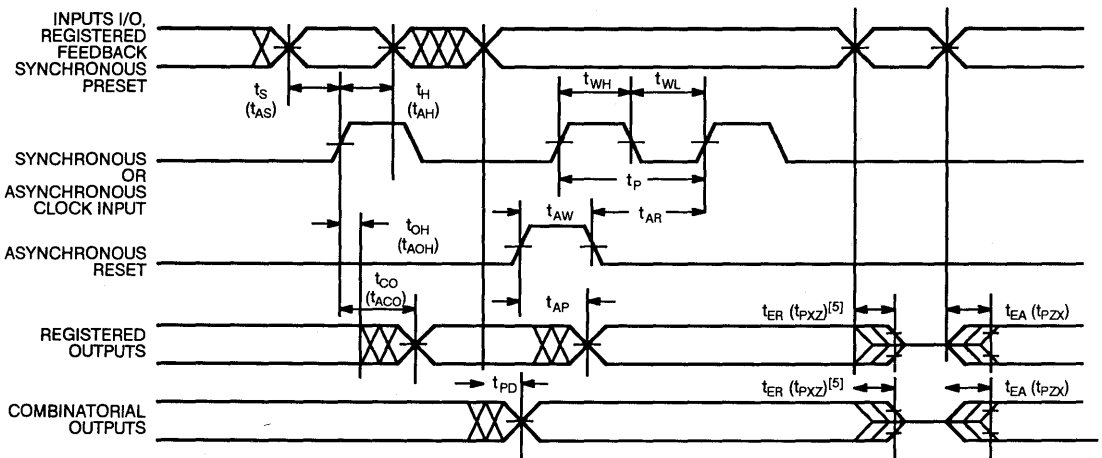 INPUTS I/O,
REGISTERED
FEEDBACK
SYNCHRONOUS
PRESET
tS
(tAS)
tH
(tAH)
tWH
tWL
SYNCHRONOUS
OR
ASYNCHRONOUS
CLOCK INPUT
tP
tOH
(tAOH)
tAW
tAR
ASYNCHRONOUS
RESET
tCO
(tACO)
tAP
tER (tPXZ)[5]
tEA (tPZX)
REGISTERED
OUTPUTS
tPD
tER (tPXZ)[5]
tEA (tPZX)
COMBINATORIAL
OUTPUTS